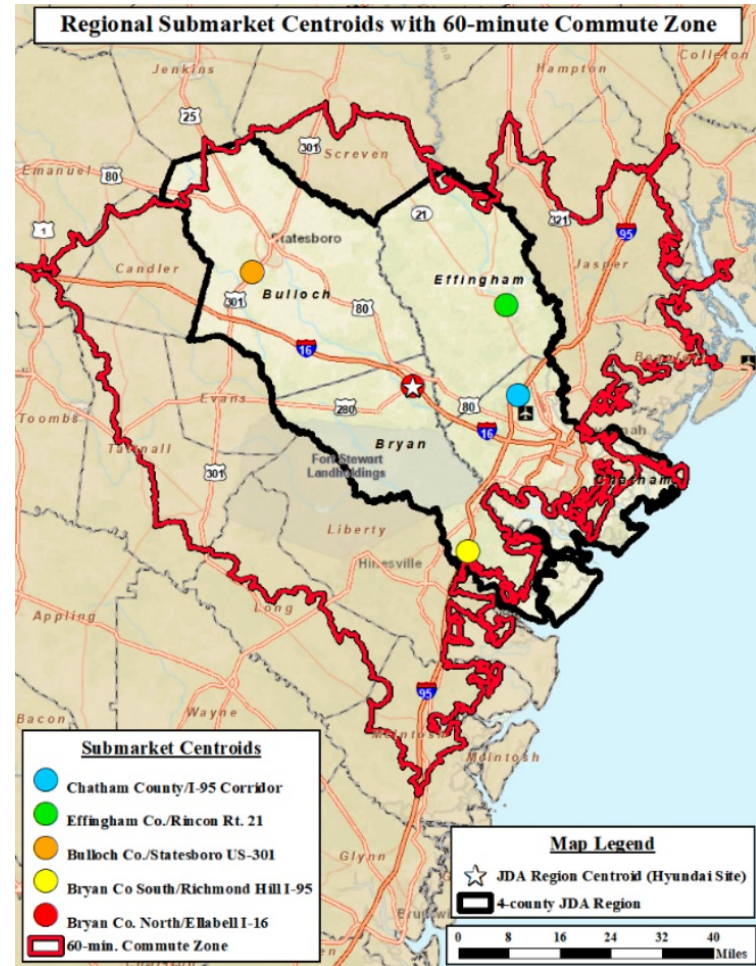 Regional Submarket Centroids with 60-minute Commute Zone
Colleton
Jenkins
Hampton
25
301
Screven
Emanuel
80
21
321
1
Statesboro
95
Candler
Effingham
Jasper
301
Bulloch
80
16
Beaufort
Evans
280
80
16
Toombs
Bryan
Tattnall
Fort Stewart
Landholdings
Chatham
301
Liberty
Hinesville
Long
Appling
95
Bacon
Wayne
McIntosh
McIntosh
Glynn
Submarket Centroids
Chatham County/I-95 Corridor
Effingham Co./Rincon Rt. 21
Bulloch Co./Statesboro US-301
Bryan Co South/Richmond Hill I-95
Bryan Co. North/Ellabell I-16
60-min. Commute Zone
Map Legend
JDA Region Centroid (Hyundai Site)
4-county JDA Region
0 8 16 24 32 40
Miles